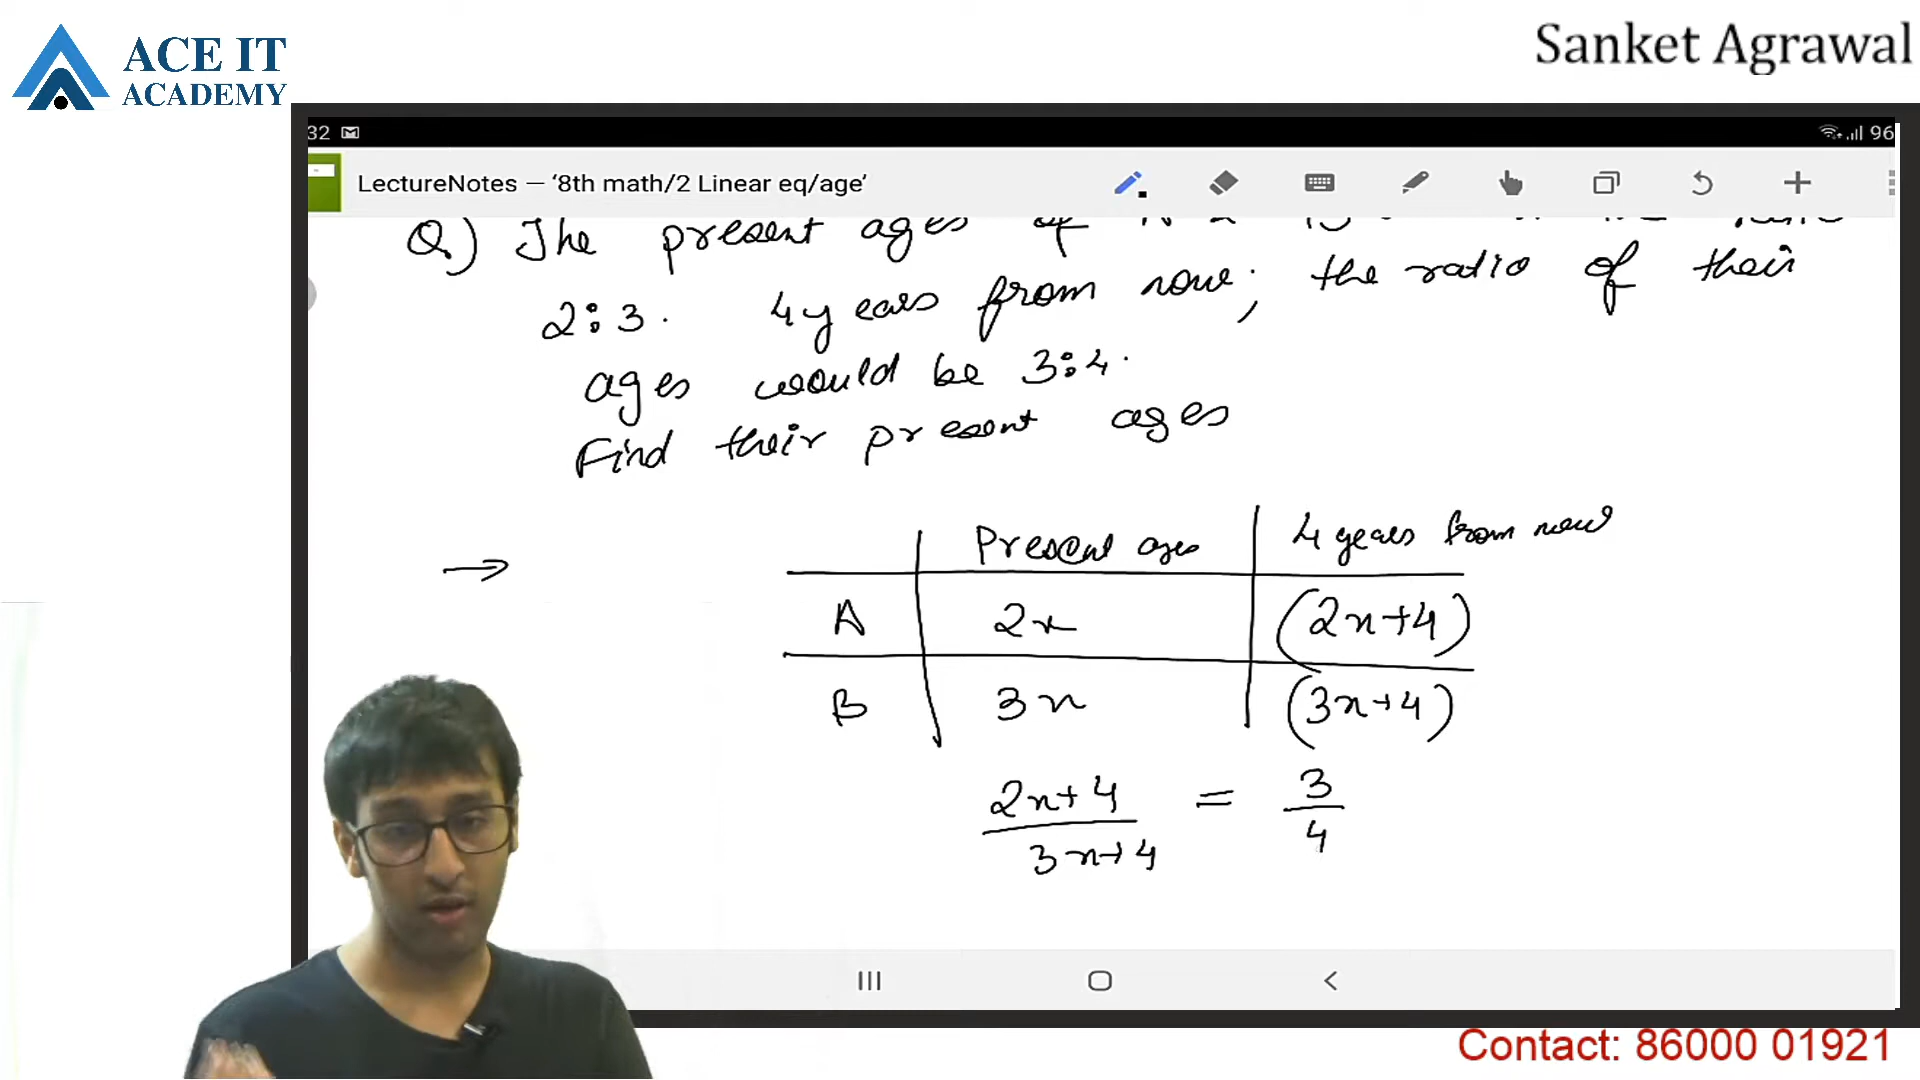 ACE IT
ACADEMY
Sanket Agrawal
32
96
LectureNotes — ‘8th math/2 Linear eq/age’
Q.) The present ages of
2:3. 4 years from now, the ratio of their
ages would be 3:4.
Find their present ages
→ Present ages 4 years from now
A 2x (2x+4)
B 3x (3x+4)
2x+4 = 3
3x+4 4
Contact: 86000 01921